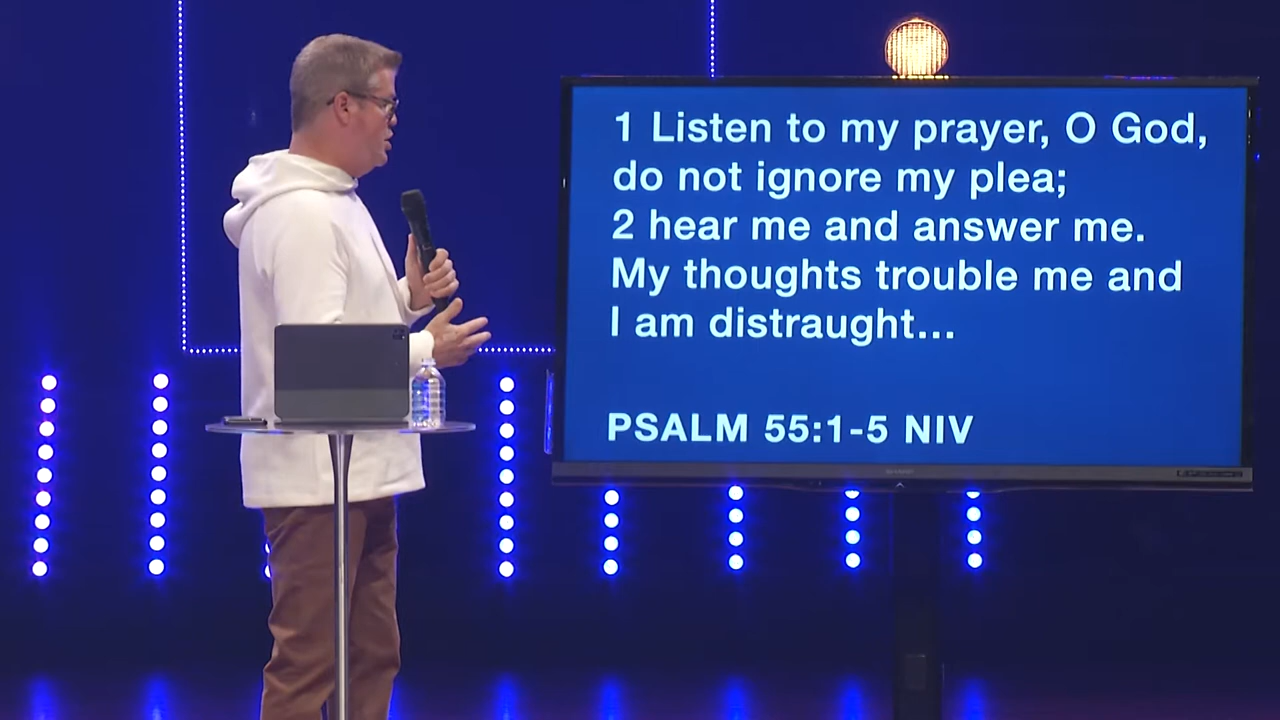 1 Listen to my prayer, O God,
do not ignore my plea;
2 hear me and answer me.
My thoughts trouble me and
I am distraught...
PSALM 55:1-5 NIV
SHARP